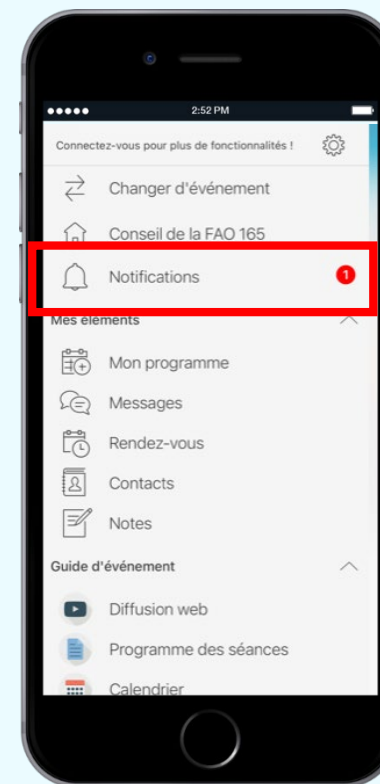 2:52 PM
Connectez-vous pour plus de fonctionnalités !
Changer d'événement
Conseil de la FAO 165
Notifications 1
Mes éléments
Mon programme
Messages
Rendez-vous
Contacts
Notes
Guide d'événement
Diffusion web
Programme des séances
Calendrier